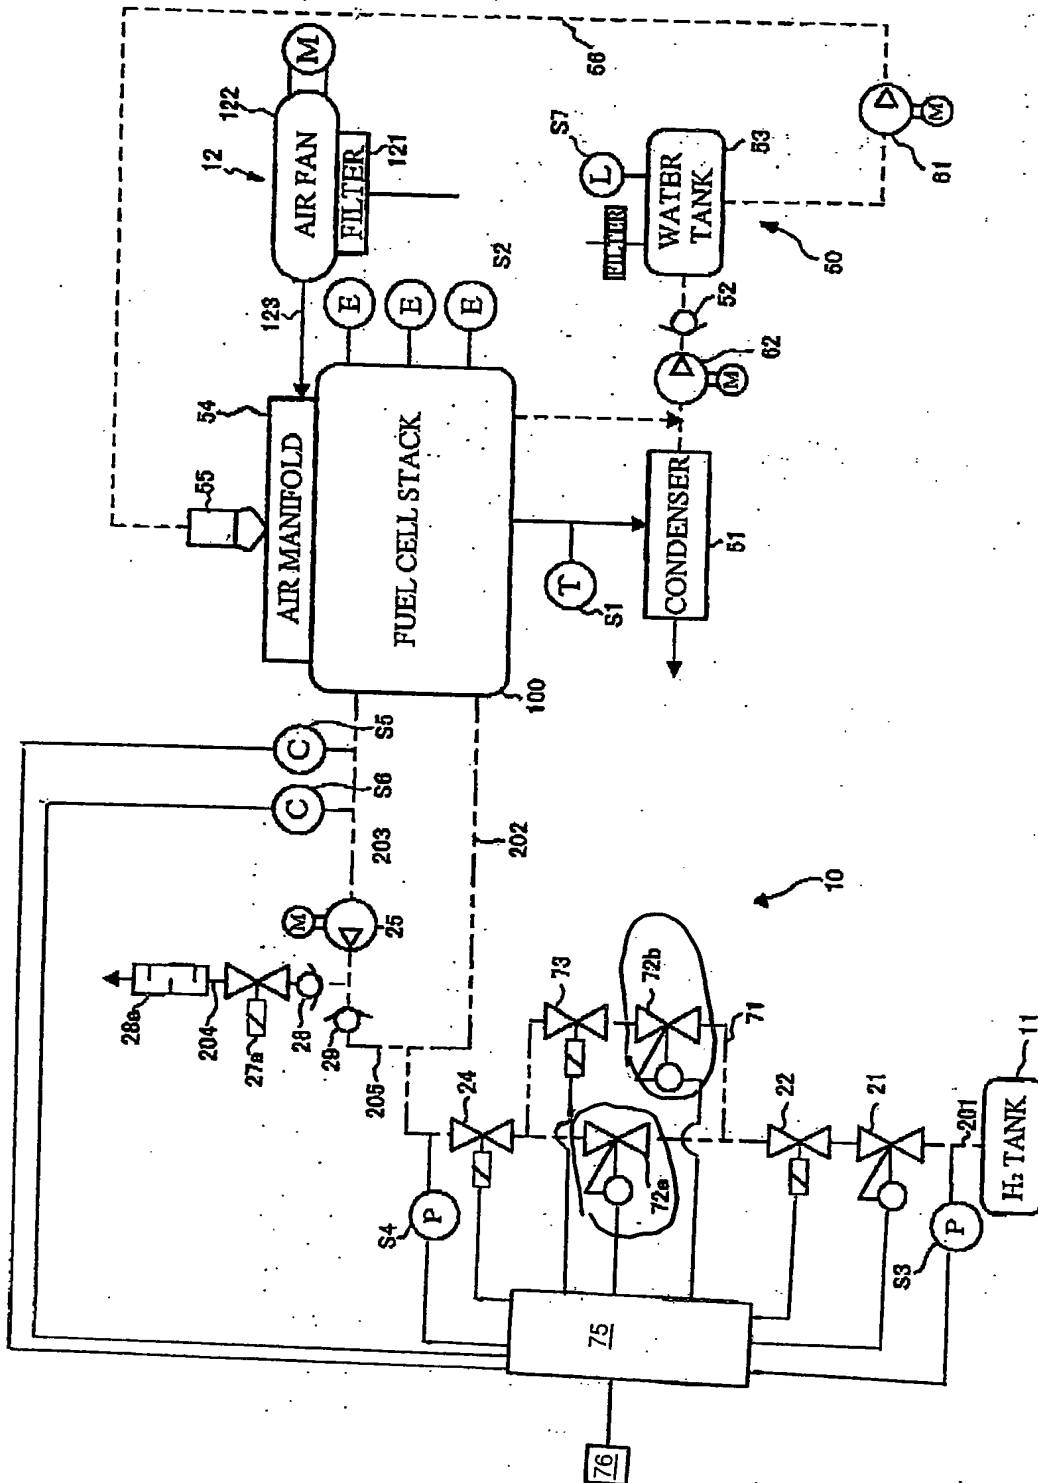 66
M
122
12
AIR FAN
FILTER
121
123
S7
L
FILTER
WATER
TANK
53
M
61
50
52
62
M
S2
E
E
E
54
55
AIR MANIFOLD
FUEL CELL STACK
100
T
S1
CONDENSER
51
C
S5
C
S6
203
202
M
25
28a
204
27a
28
29
205
10
73
72b
71
24
72a
22
21
11
201
H₂ TANK
P
S4
P
S3
75
76